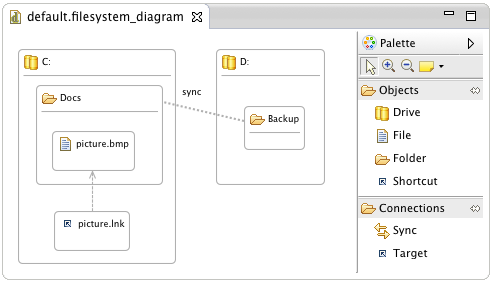 default.filesystem_diagram
C:
Docs
picture.bmp
picture.lnk
sync
D:
Backup
Palette
Objects
Drive
File
Folder
Shortcut
Connections
Sync
Target